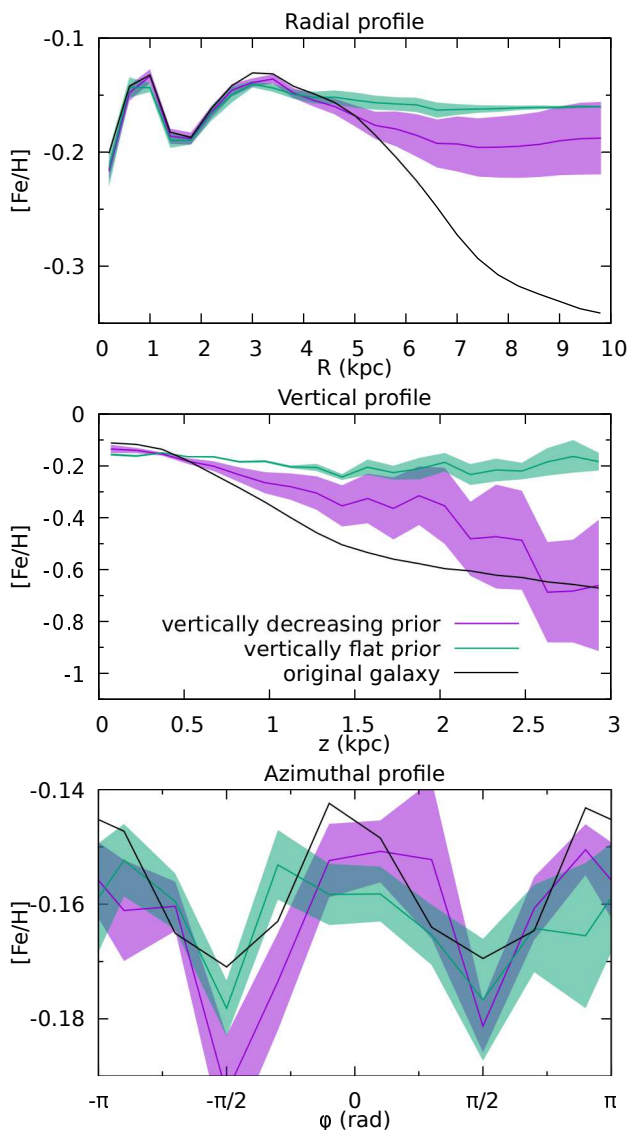 Radial profile
-0.1
-0.2
-0.3
[Fe/H]
0 1 2 3 4 5 6 7 8 9 10
R (kpc)
Vertical profile
0
-0.2
-0.4
-0.6
-0.8
-1
[Fe/H]
vertically decreasing prior
vertically flat prior
original galaxy
0 0.5 1 1.5 2 2.5 3
z (kpc)
Azimuthal profile
-0.14
-0.16
-0.18
[Fe/H]
-π -π/2 0 π/2 π
φ (rad)